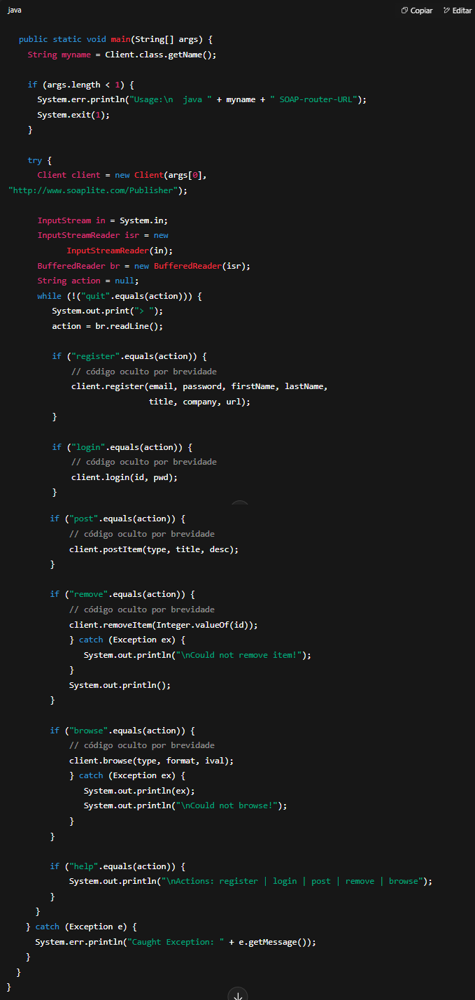 java
Copiar
Editar
public static void main(String[] args) {
String myname = Client.class.getName();
if (args.length < 1) {
System.err.println("Usage:\n  java " + myname + " SOAP-router-URL");
System.exit(1);
}
try {
Client client = new Client(args[0],
"http://www.soaplite.com/Publisher");
InputStream in = System.in;
InputStreamReader isr = new
InputStreamReader(in);
BufferedReader br = new BufferedReader(isr);
String action = null;
while (!("quit".equals(action))) {
System.out.print("> ");
action = br.readLine();
if ("register".equals(action)) {
// código oculto por brevidade
client.register(email, password, firstName, lastName,
title, company, url);
}
if ("login".equals(action)) {
// código oculto por brevidade
client.login(id, pwd);
}
if ("post".equals(action)) {
// código oculto por brevidade
client.postItem(type, title, desc);
}
if ("remove".equals(action)) {
// código oculto por brevidade
client.removeItem(Integer.valueOf(id));
} catch (Exception ex) {
System.out.println("\nCould not remove item!");
}
System.out.println();
}
if ("browse".equals(action)) {
// código oculto por brevidade
client.browse(type, format, ival);
} catch (Exception ex) {
System.out.println(ex);
System.out.println("\nCould not browse!");
}
}
if ("help".equals(action)) {
System.out.println("\nActions: register | login | post | remove | browse");
}
}
} catch (Exception e) {
System.err.println("Caught Exception: " + e.getMessage());
}
}
}